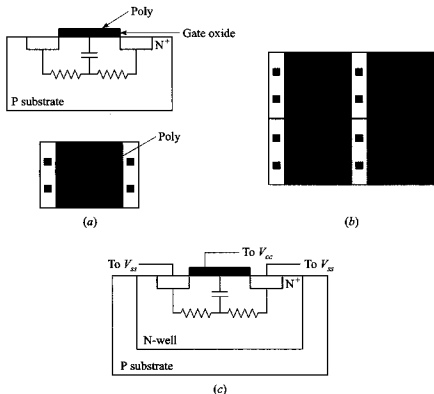 Poly
Gate oxide
N+
P substrate
Poly
(a)
(b)
To Vcc
To Vss
To Vss
N+
N-well
P substrate
(c)